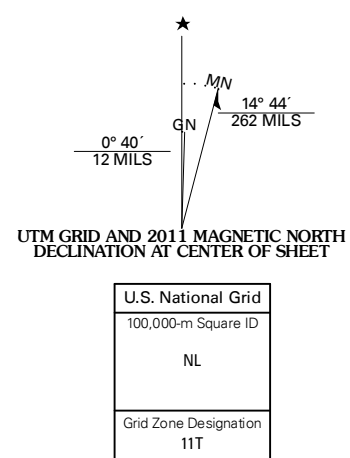 ★
MN
GN
14° 44´
262 MILS
0° 40´
12 MILS
UTM GRID AND 2011 MAGNETIC NORTH
DECLINATION AT CENTER OF SHEET
U.S. National Grid
100,000-m Square ID
NL
Grid Zone Designation
11T